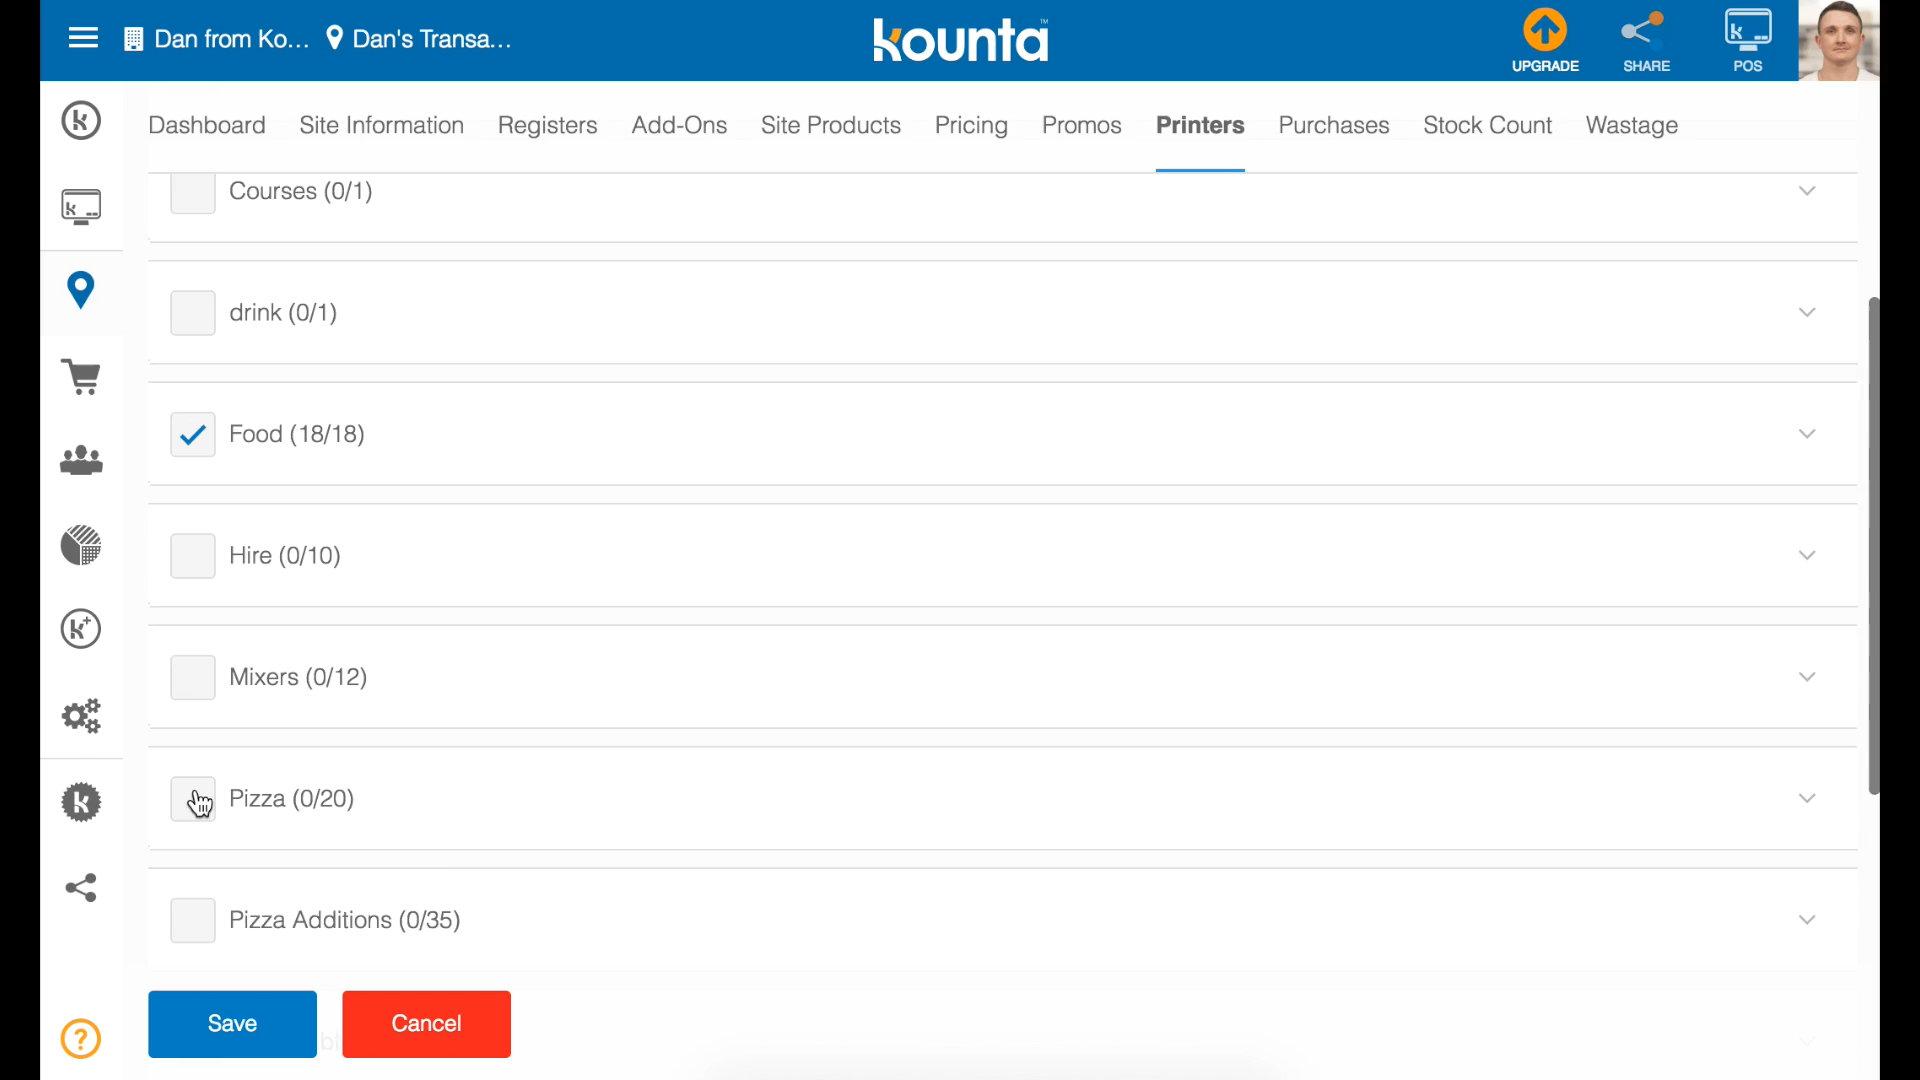 Dan from Ko... Dan's Transa...
kounta™
UPGRADE SHARE POS
Dashboard Site Information Registers Add-Ons Site Products Pricing Promos Printers Purchases Stock Count Wastage
Courses (0/1)
drink (0/1)
Food (18/18)
Hire (0/10)
Mixers (0/12)
Pizza (0/20)
Pizza Additions (0/35)
Save Cancel